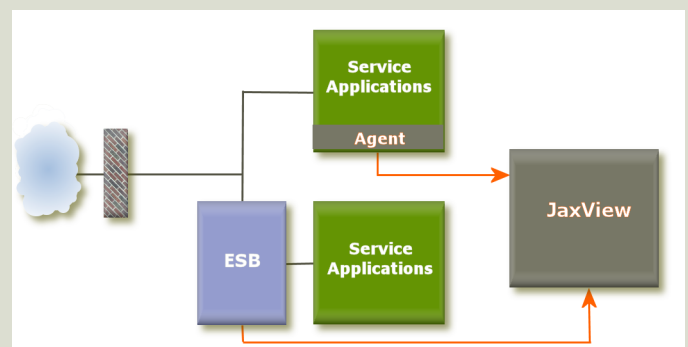 Service
Applications
Agent
JaxView
ESB
Service
Applications